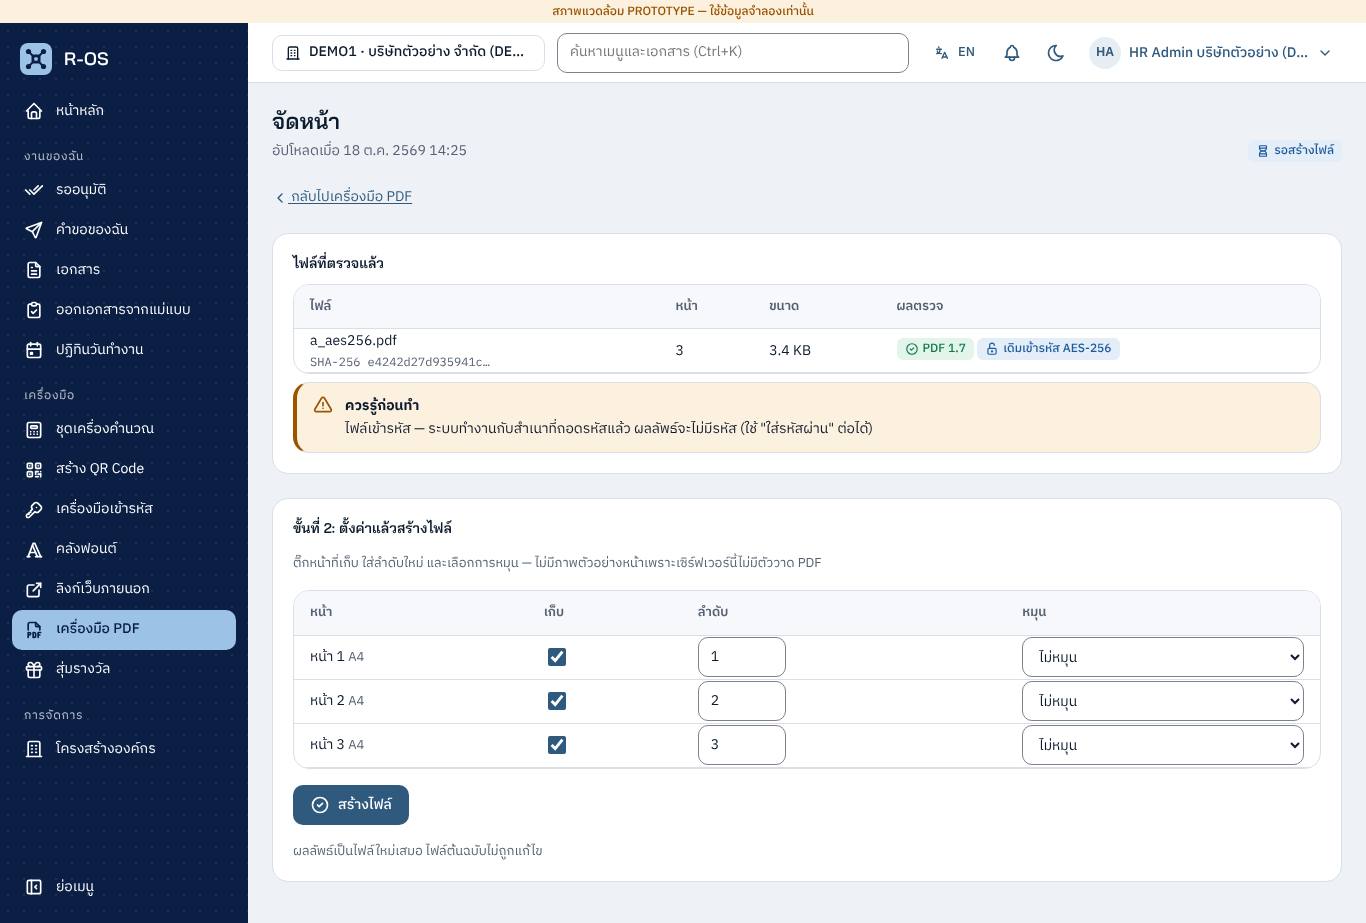 สภาพแวดล้อม PROTOTYPE — ใช้ข้อมูลจำลองเท่านั้น
R-OS
DEMO1 · บริษัทตัวอย่าง จำกัด (DE...
ค้นหาเมนูและเอกสาร (Ctrl+K)
EN
HA
HR Admin บริษัทตัวอย่าง (D...
หน้าหลัก
งานของฉัน
รออนุมัติ
คำขอของฉัน
เอกสาร
ออกเอกสารจากแม่แบบ
ปฏิทินวันทำงาน
เครื่องมือ
ชุดเครื่องคำนวณ
สร้าง QR Code
เครื่องมือเข้ารหัส
คลังฟอนต์
ลิงก์เว็บภายนอก
เครื่องมือ PDF
สุ่มรางวัล
การจัดการ
โครงสร้างองค์กร
ย่อเมนู
จัดหน้า
อัปโหลดเมื่อ 18 ต.ค. 2569 14:25
รอสร้างไฟล์
กลับไปเครื่องมือ PDF
ไฟล์ที่ตรวจแล้ว
ไฟล์ หน้า ขนาด ผลตรวจ
a_aes256.pdf
SHA-256 e4242d27d935941c…
3 3.4 KB PDF 1.7 เดิมเข้ารหัส AES-256
ควรรู้ก่อนทำ
ไฟล์เข้ารหัส — ระบบทำงานกับสำเนาที่ถอดรหัสแล้ว ผลลัพธ์จะไม่มีรหัส (ใช้ "ใส่รหัสผ่าน" ต่อได้)
ขั้นที่ 2: ตั้งค่าแล้วสร้างไฟล์
ติ๊กหน้าที่เก็บ ใส่ลำดับใหม่ และเลือกการหมุน — ไม่มีภาพตัวอย่างหน้าเพราะเซิร์ฟเวอร์นี้ไม่มีตัววาด PDF
หน้า เก็บ ลำดับ หมุน
หน้า 1 A4 1 ไม่หมุน
หน้า 2 A4 2 ไม่หมุน
หน้า 3 A4 3 ไม่หมุน
สร้างไฟล์
ผลลัพธ์เป็นไฟล์ใหม่เสมอ ไฟล์ต้นฉบับไม่ถูกแก้ไข